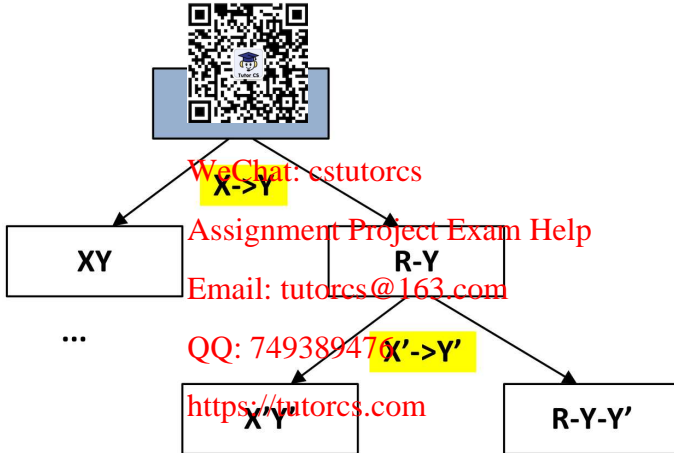 Tutor CS
WeChat: cstutorcs
X->Y
Assignment Project Exam Help
XY
R-Y
Email: tutorcs@163.com
...
QQ: 749389476
X’->Y’
https://tutorcs.com
X’Y’
R-Y-Y’